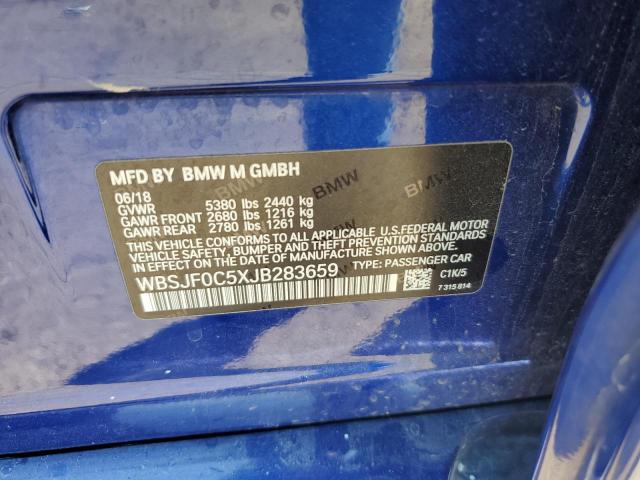 MFD BY BMW M GMBH
06/18
GVWR 5380 lbs 2440 kg
GAWR FRONT 2680 lbs 1216 kg
GAWR REAR 2780 lbs 1261 kg
THIS VEHICLE CONFORMS TO ALL APPLICABLE U.S.FEDERAL MOTOR
VEHICLE SAFETY, BUMPER AND THEFT PREVENTION STANDARDS
IN EFFECT ON THE DATE OF MANUFACTURE SHOWN ABOVE.
WBSJF0C5XJB283659 TYPE: PASSENGER CAR
C1K/5
7 315 814
BMW
BMW